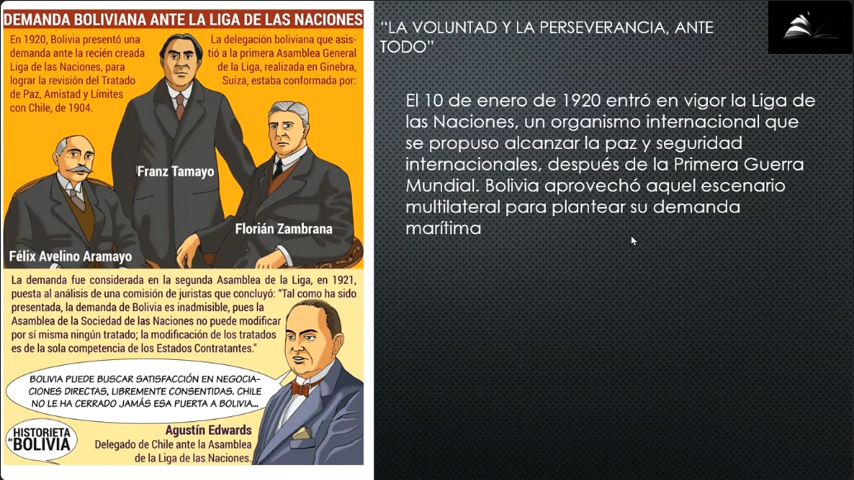 DEMANDA BOLIVIANA ANTE LA LIGA DE LAS NACIONES
En 1920, Bolivia presentó una
demanda ante la recién creada
Liga de las Naciones, para
lograr la revisión del Tratado
de Paz, Amistad y Límites
con Chile, de 1904.
La delegación boliviana que asis-
tió a la primera Asamblea General
de la Liga, realizada en Ginebra,
Suiza, estaba conformada por:
Franz Tamayo
Florián Zambrana
Félix Avelino Aramayo
La demanda fue considerada en la segunda Asamblea de la Liga, en 1921,
puesta al análisis de una comisión de juristas que concluyó: “Tal como ha sido
presentada, la demanda de Bolivia es inadmisible, pues la
Asamblea de la Sociedad de las Naciones no puede modificar
por sí misma ningún tratado; la modificación de los tratados
es de la sola competencia de los Estados Contratantes.”
BOLIVIA PUEDE BUSCAR SATISFACCIÓN EN NEGOCIA-
CIONES DIRECTAS, LIBREMENTE CONSENTIDAS. CHILE
NO LE HA CERRADO JAMÁS ESA PUERTA A BOLIVIA...
HISTORIETA
de BOLIVIA
Agustín Edwards
Delegado de Chile ante la Asamblea
de la Liga de las Naciones.
“LA VOLUNTAD Y LA PERSEVERANCIA, ANTE
TODO”
El 10 de enero de 1920 entró en vigor la Liga de
las Naciones, un organismo internacional que
se propuso alcanzar la paz y seguridad
internacionales, después de la Primera Guerra
Mundial. Bolivia aprovechó aquel escenario
multilateral para plantear su demanda
marítima